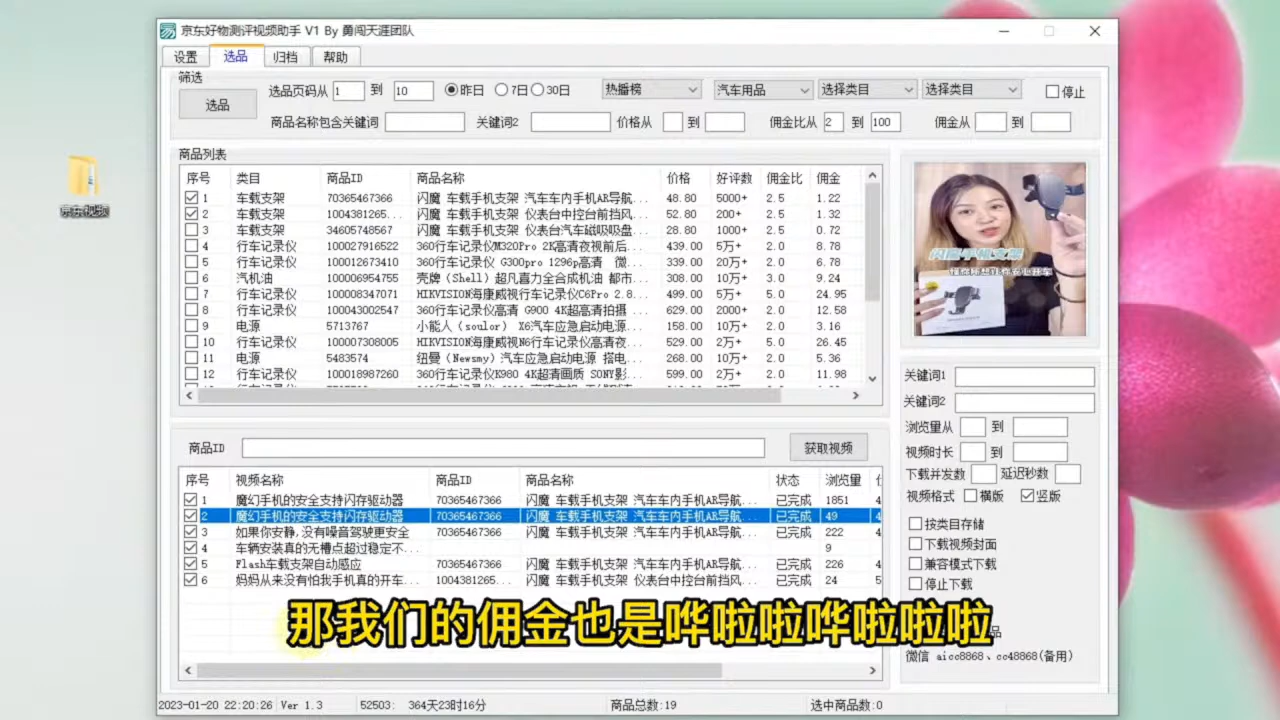 京东好物测评视频助手 V1 By 勇闯天涯团队
设置 选品 归档 帮助
筛选
选品 选品页码从 1 到 10 昨日 7日 30日 热播榜 汽车用品 选择类目 选择类目 停止
商品名称包含关键词 关键词2 价格从 到 佣金比从 2 到 100 佣金从 到
京东视频
商品列表
序号 类目 商品ID 商品名称 价格 好评数 佣金比 佣金
1 车载支架 70365467366 闪魔 车载手机支架 汽车车内手机AR导航... 48.80 5000+ 2.5 1.22
2 车载支架 1004381265... 闪魔 车载手机支架 仪表台中控台前挡风... 52.80 200+ 2.5 1.32
3 车载支架 34605748567 闪魔 车载手机支架 仪表台汽车磁吸吸盘... 28.80 1000+ 2.5 0.72
4 行车记录仪 100027916522 360行车记录仪M320Pro 2K高清夜视前后... 439.00 5万+ 2.0 8.78
5 行车记录仪 100012673410 360行车记录仪 G300pro 1296p高清 微... 339.00 20万+ 2.0 6.78
6 汽机油 100006954755 壳牌（Shell）超凡喜力全合成机油 都市... 308.00 10万+ 3.0 9.24
7 行车记录仪 100008347071 HIKVISION海康威视行车记录仪C6Pro 2.8... 499.00 5万+ 5.0 24.95
8 行车记录仪 100043002547 360行车记录仪 G900 4K超高清拍摄 ... 629.00 2000+ 2.0 12.58
9 电源 5713767 小能人（soulor） X6汽车应急启动电源... 158.00 10万+ 2.0 3.16
10 行车记录仪 100007308005 HIKVISION海康威视N6行车记录仪高清夜... 529.00 2万+ 5.0 26.45
11 电源 5483574 纽曼（Newsmy）汽车应急启动电源 搭电... 268.00 10万+ 2.0 5.36
12 行车记录仪 100018987260 360行车记录仪K980 4K超清画质 SONY影... 599.00 2万+ 2.0 11.98
闪魔手机支架
商品ID 获取视频
序号 视频名称 商品ID 商品名称 状态 浏览量
1 魔幻手机的安全支持闪存驱动器 70365467366 闪魔 车载手机支架 汽车车内手机AR导航... 已完成 1851 4
2 魔幻手机的安全支持闪存驱动器 70365467366 闪魔 车载手机支架 汽车车内手机AR导航... 已完成 49 4
3 如果你安静,没有噪音驾驶更安全 70365467366 闪魔 车载手机支架 汽车车内手机AR导航... 已完成 222 4
4 车辆安装真的无槽点超过稳定不... 9
5 Flash车载支架自动感应 70365467366 闪魔 车载手机支架 汽车车内手机AR导航... 已完成 226 4
6 妈妈从来没有怕我手机真的开车... 1004381265... 闪魔 车载手机支架 仪表台中控台前挡风... 已完成 24 5
关键词1
关键词2
浏览量从 到
视频时长 到
下载并发数 延迟秒数
视频格式 横版 竖版
按类目存储
下载视频封面
兼容模式下载
停止下载
品
微信 aicc8868、cc48868(备用)
那我们的佣金也是哗啦啦哗啦啦啦
2023-01-20 22:20:26 Ver 1.3 52503: 364天23时16分 商品总数:19 选中商品数:0